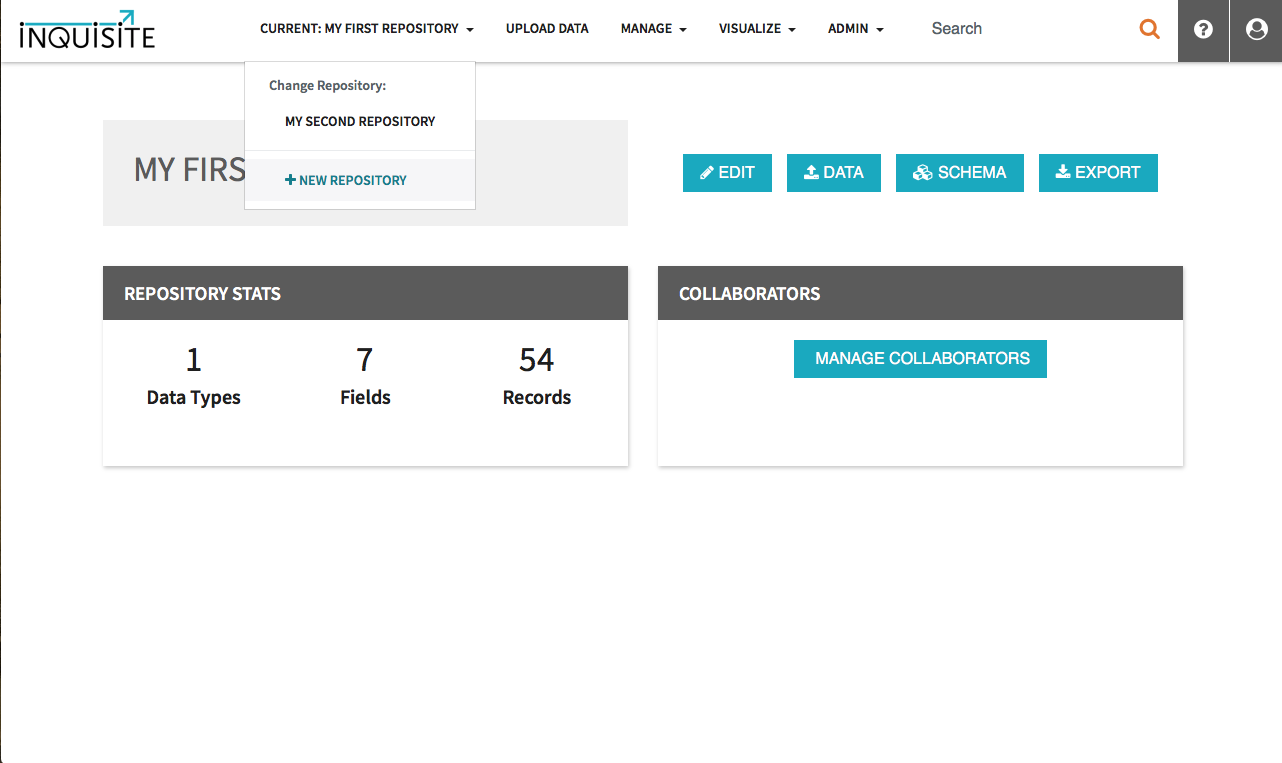 INQUISITE
CURRENT: MY FIRST REPOSITORY
UPLOAD DATA
MANAGE
VISUALIZE
ADMIN
Search
?
Change Repository:
MY SECOND REPOSITORY
NEW REPOSITORY
MY FIRS
EDIT
DATA
SCHEMA
EXPORT
REPOSITORY STATS
1
Data Types
7
Fields
54
Records
COLLABORATORS
MANAGE COLLABORATORS